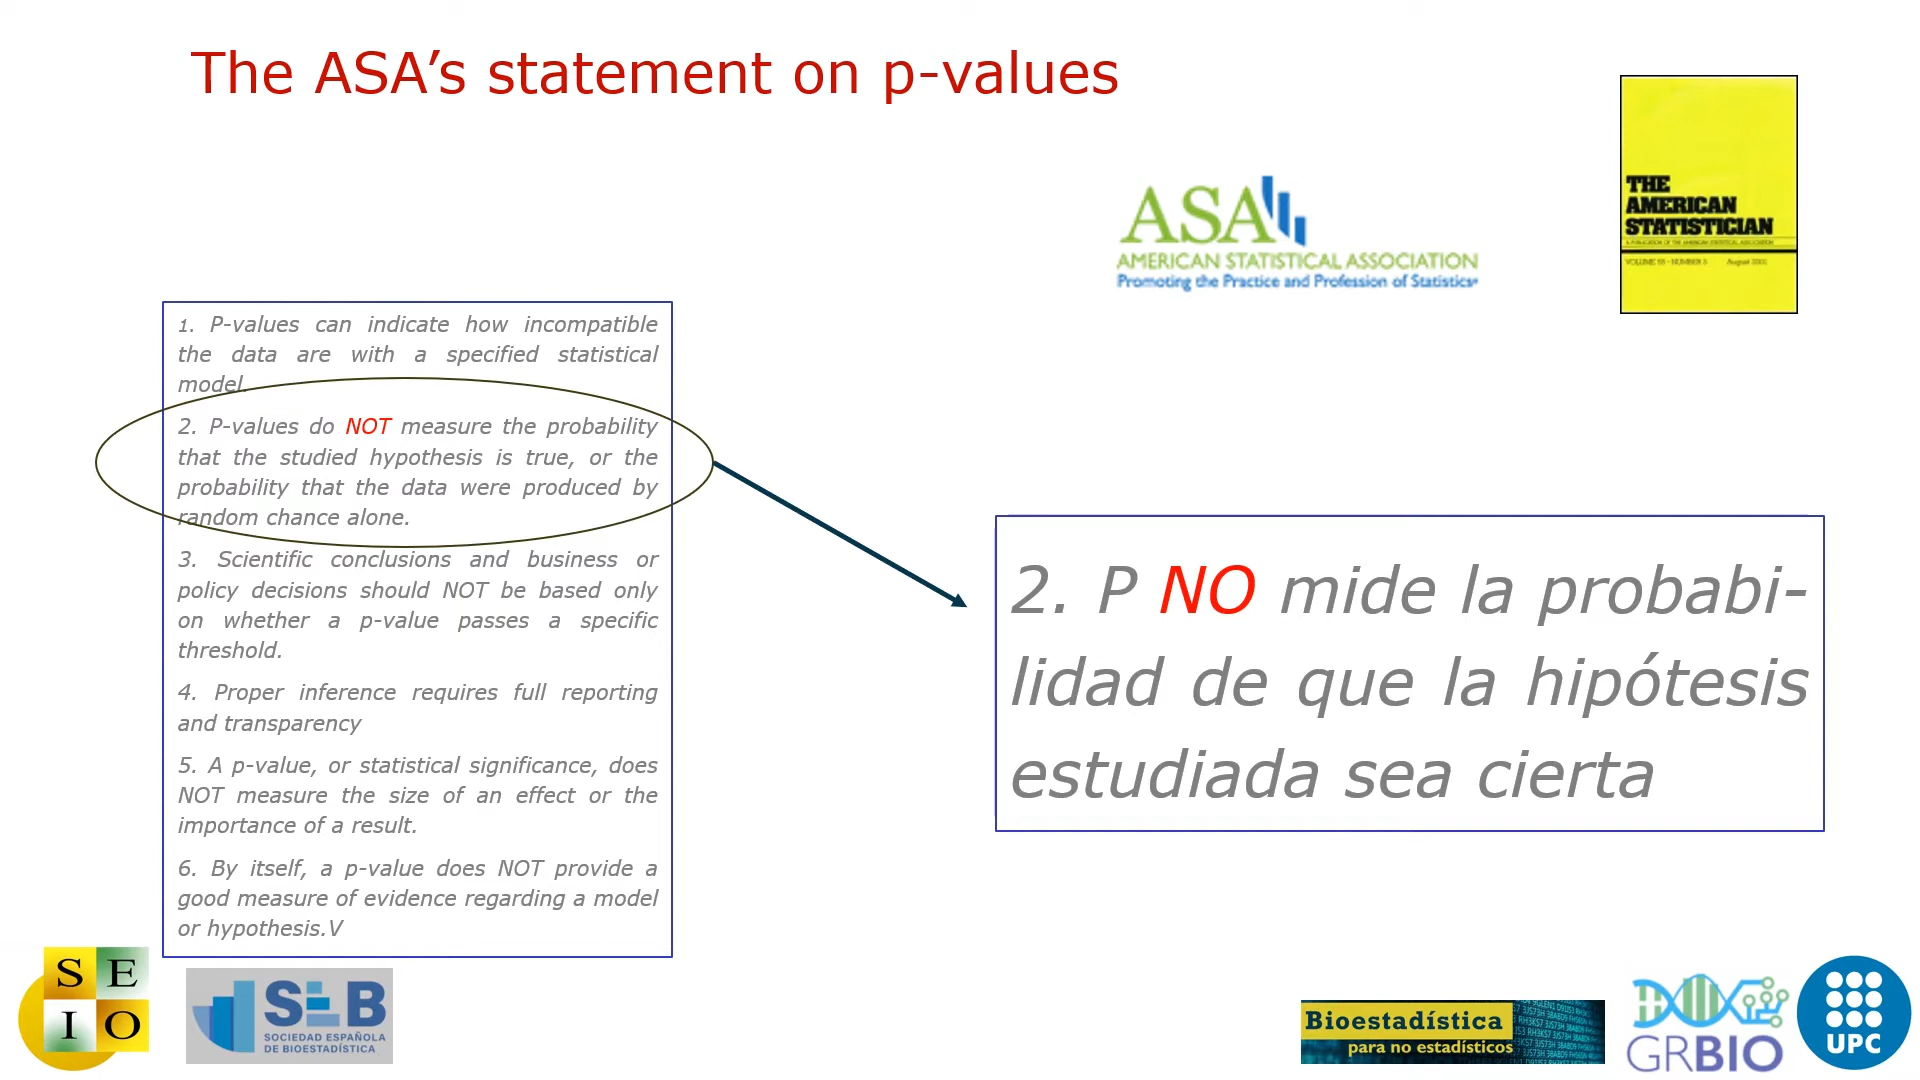 The ASA’s statement on p-values
ASA
AMERICAN STATISTICAL ASSOCIATION
Promoting the Practice and Profession of Statistics
THE
AMERICAN
STATISTICIAN
1. P-values can indicate how incompatible
the data are with a specified statistical
model.
2. P-values do NOT measure the probability
that the studied hypothesis is true, or the
probability that the data were produced by
random chance alone.
3. Scientific conclusions and business or
policy decisions should NOT be based only
on whether a p-value passes a specific
threshold.
4. Proper inference requires full reporting
and transparency
5. A p-value, or statistical significance, does
NOT measure the size of an effect or the
importance of a result.
6. By itself, a p-value does NOT provide a
good measure of evidence regarding a model
or hypothesis.V
2. P NO mide la probabi-
lidad de que la hipótesis
estudiada sea cierta
S E
I O
SEB
SOCIEDAD ESPAÑOLA
DE BIOESTADÍSTICA
Bioestadística
para no estadísticos
GRBIO
UPC